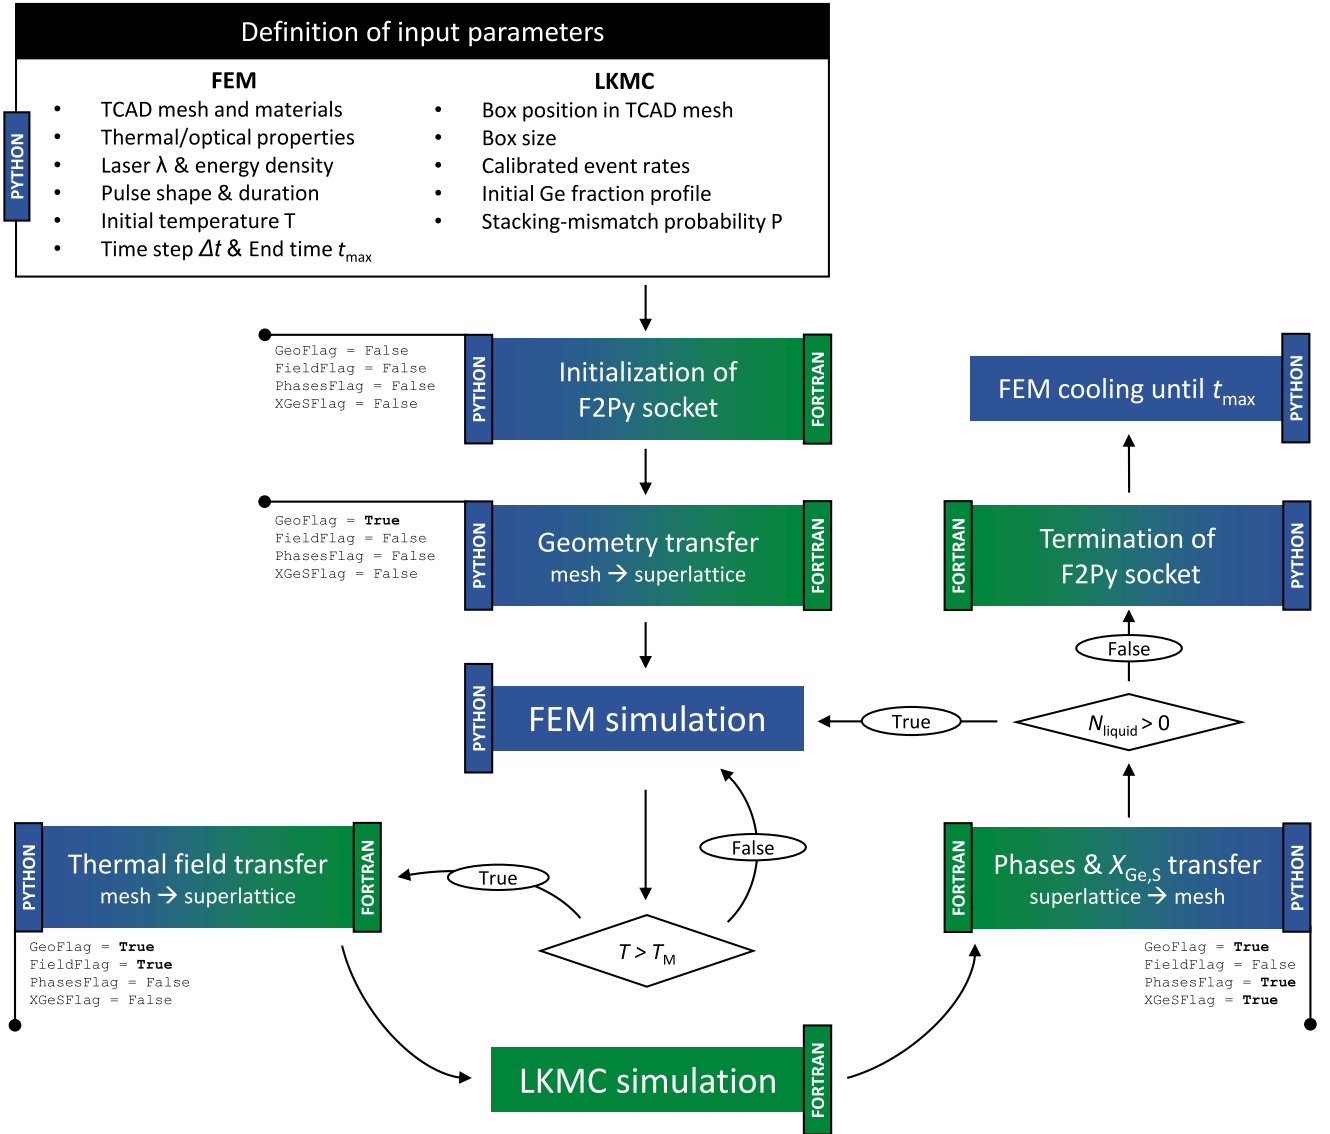 Definition of input parameters
PYTHON
FEM
• TCAD mesh and materials
• Thermal/optical properties
• Laser λ & energy density
• Pulse shape & duration
• Initial temperature T
• Time step Δt & End time tmax
LKMC
• Box position in TCAD mesh
• Box size
• Calibrated event rates
• Initial Ge fraction profile
• Stacking-mismatch probability P
GeoFlag = False
FieldFlag = False
PhasesFlag = False
XGeSFlag = False
PYTHON
Initialization of
F2Py socket
FORTRAN
GeoFlag = True
FieldFlag = False
PhasesFlag = False
XGeSFlag = False
PYTHON
Geometry transfer
mesh → superlattice
FORTRAN
PYTHON
FEM simulation
T > TM
False
True
PYTHON
Thermal field transfer
mesh → superlattice
FORTRAN
GeoFlag = True
FieldFlag = True
PhasesFlag = False
XGeSFlag = False
LKMC simulation
FORTRAN
FORTRAN
Phases & XGe,S transfer
superlattice → mesh
PYTHON
GeoFlag = True
FieldFlag = False
PhasesFlag = True
XGeSFlag = True
Nliquid > 0
True
False
FORTRAN
Termination of
F2Py socket
PYTHON
FEM cooling until tmax
PYTHON